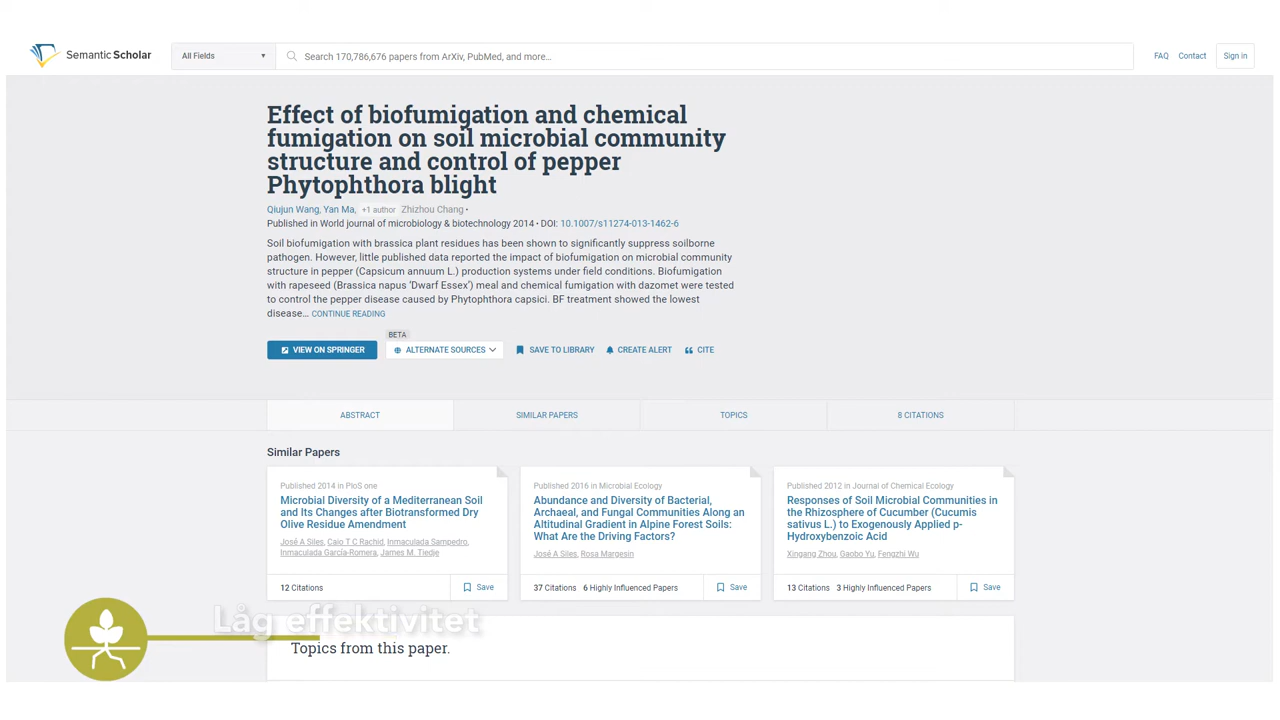 Semantic Scholar
All Fields
Search 170,786,676 papers from ArXiv, PubMed, and more...
FAQ
Contact
Sign in
Effect of biofumigation and chemical
fumigation on soil microbial community
structure and control of pepper
Phytophthora blight
Qiujun Wang, Yan Ma, +1 author Zhizhou Chang •
Published in World journal of microbiology & biotechnology 2014 • DOI: 10.1007/s11274-013-1462-6
Soil biofumigation with brassica plant residues has been shown to significantly suppress soilborne
pathogen. However, little published data reported the impact of biofumigation on microbial community
structure in pepper (Capsicum annuum L.) production systems under field conditions. Biofumigation
with rapeseed (Brassica napus ‘Dwarf Essex’) meal and chemical fumigation with dazomet were tested
to control the pepper disease caused by Phytophthora capsici. BF treatment showed the lowest
disease… CONTINUE READING
BETA
VIEW ON SPRINGER
ALTERNATE SOURCES
SAVE TO LIBRARY
CREATE ALERT
CITE
ABSTRACT
SIMILAR PAPERS
TOPICS
8 CITATIONS
Similar Papers
Published 2014 in PloS one
Microbial Diversity of a Mediterranean Soil
and Its Changes after Biotransformed Dry
Olive Residue Amendment
José A Siles, Caio T C Rachid, Inmaculada Sampedro,
Inmaculada García-Romera, James M. Tiedje
12 Citations
Save
Published 2016 in Microbial Ecology
Abundance and Diversity of Bacterial,
Archaeal, and Fungal Communities Along an
Altitudinal Gradient in Alpine Forest Soils:
What Are the Driving Factors?
José A Siles, Rosa Margesin
37 Citations 6 Highly Influenced Papers
Save
Published 2012 in Journal of Chemical Ecology
Responses of Soil Microbial Communities in
the Rhizosphere of Cucumber (Cucumis
sativus L.) to Exogenously Applied p-
Hydroxybenzoic Acid
Xingang Zhou, Gaobo Yu, Fengzhi Wu
13 Citations 3 Highly Influenced Papers
Save
Låg effektivitet
Topics from this paper.